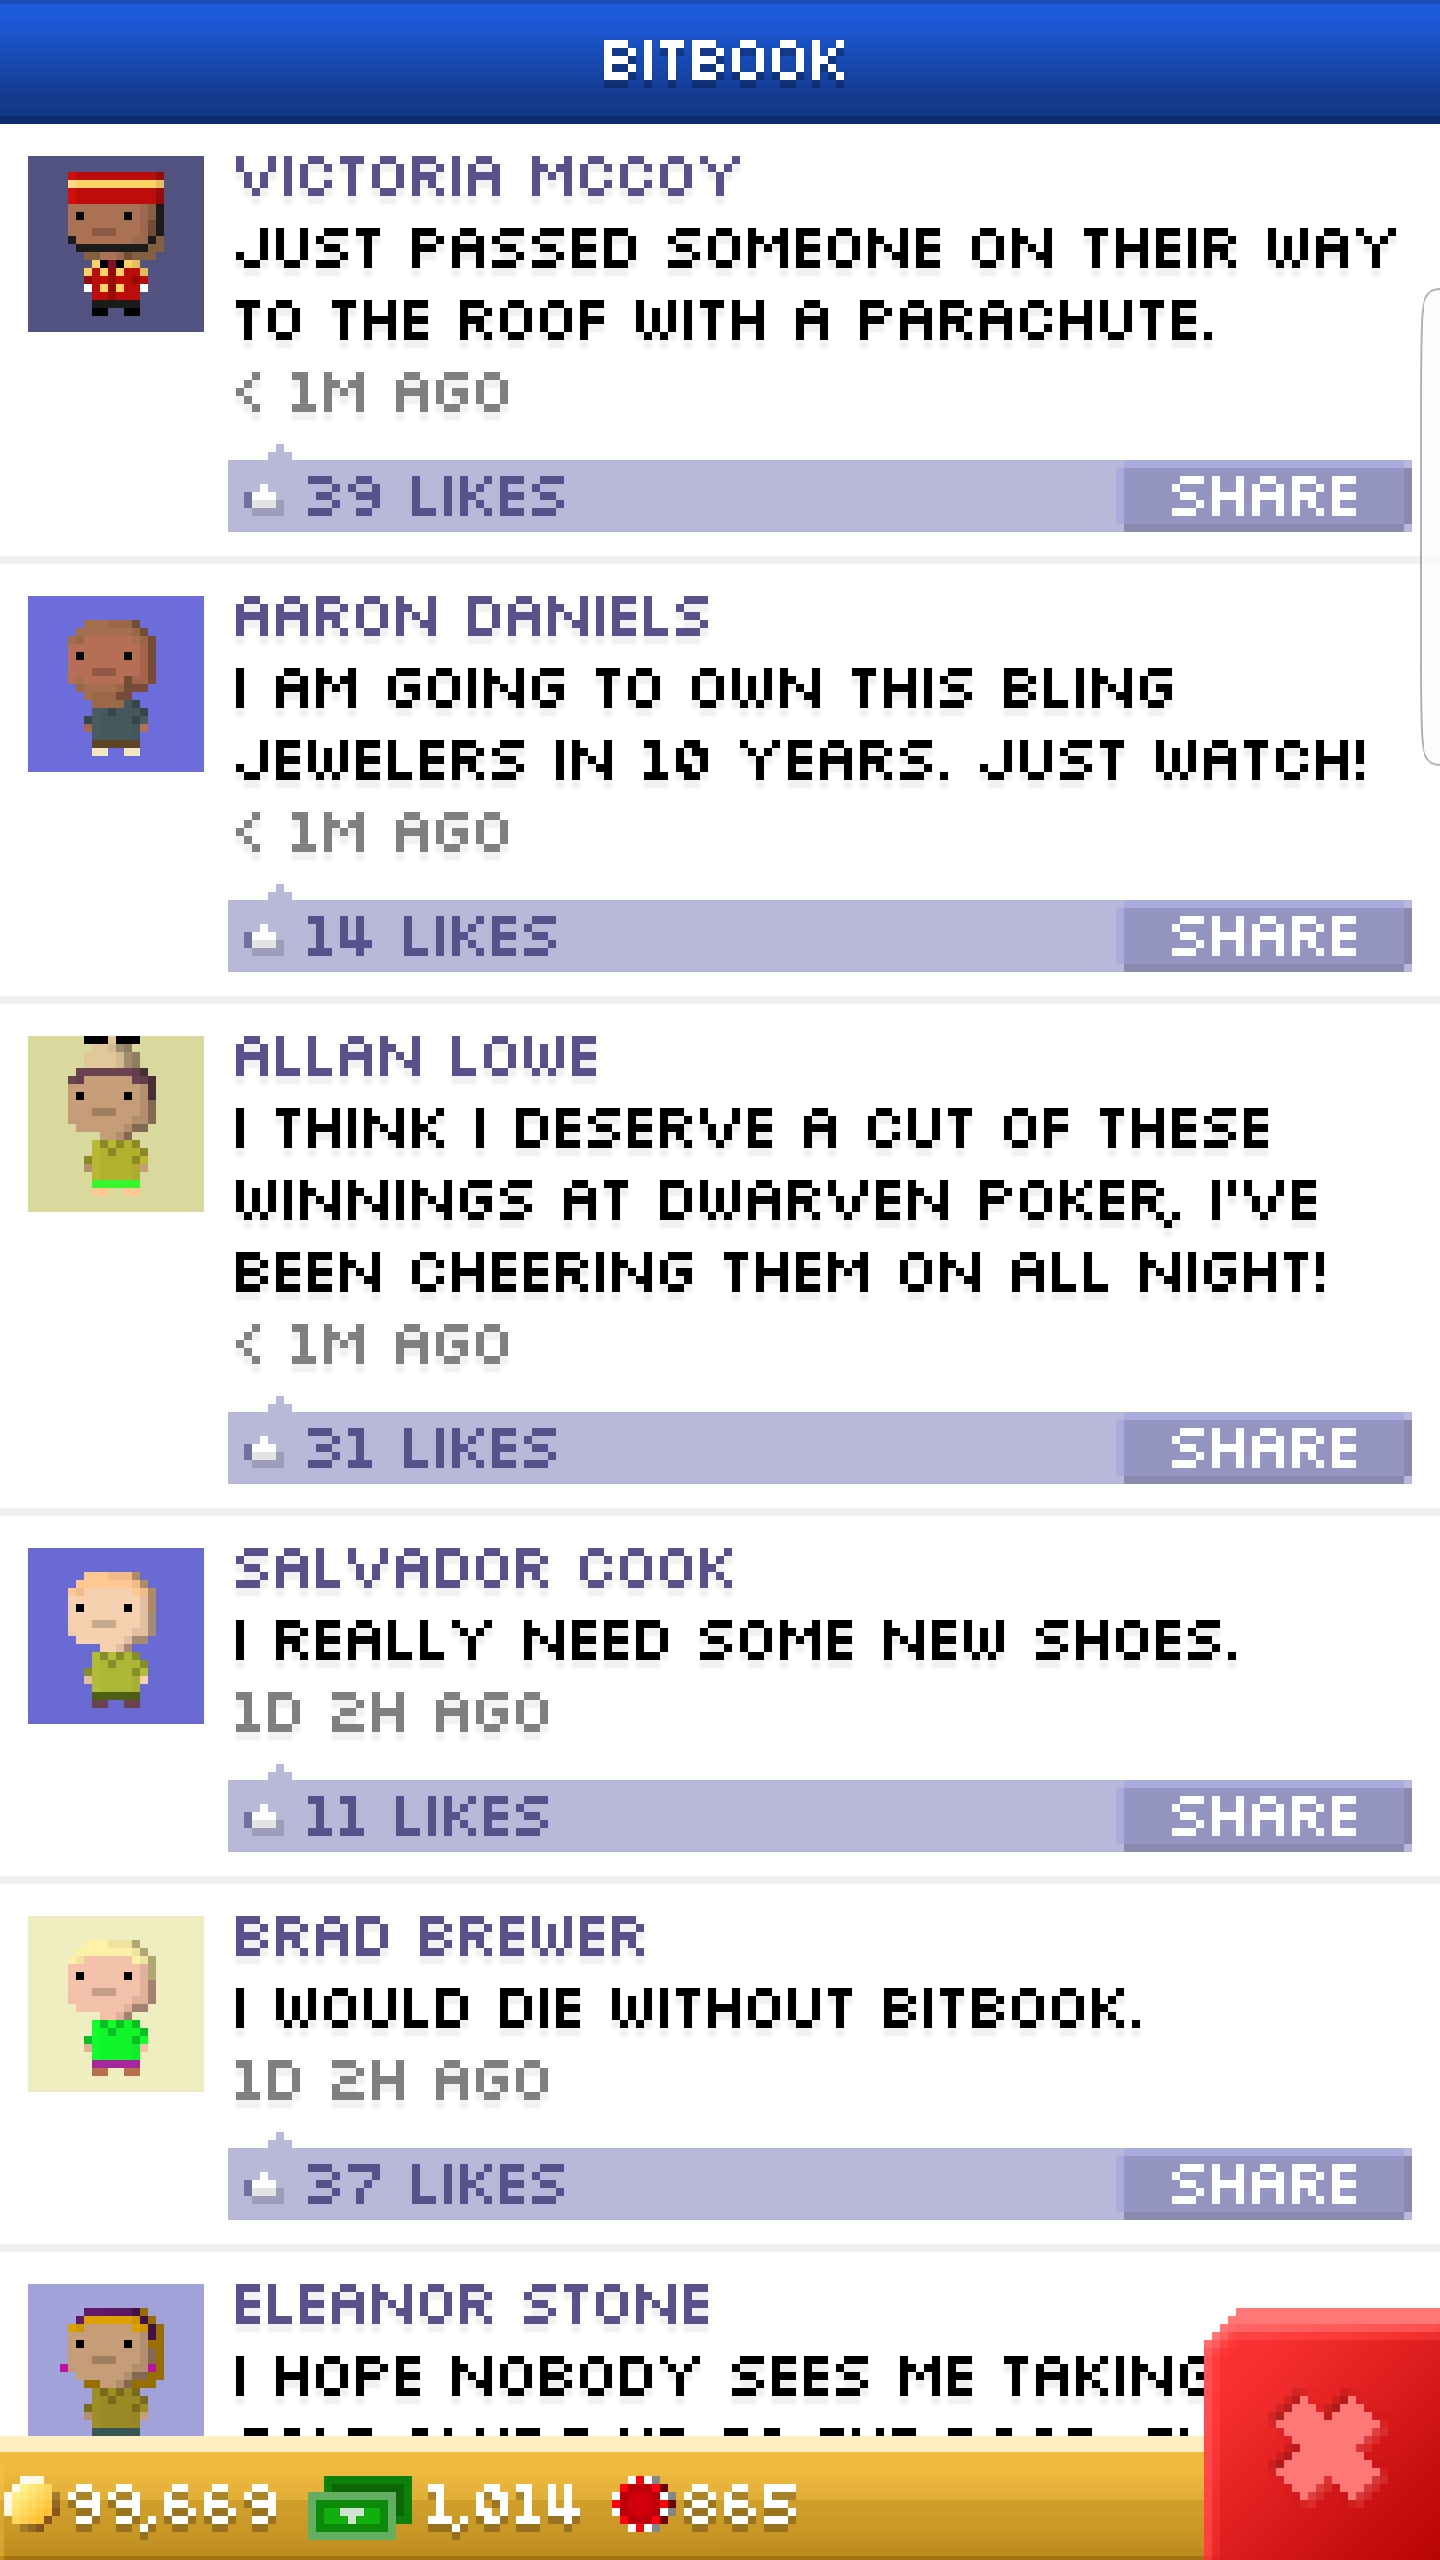 BITBOOK
VICTORIA MCCOY
JUST PASSED SOMEONE ON THEIR WAY
TO THE ROOF WITH A PARACHUTE.
< 1M AGO
39 LIKES
SHARE
AARON DANIELS
I AM GOING TO OWN THIS BLING
JEWELERS IN 10 YEARS. JUST WATCH!
< 1M AGO
14 LIKES
SHARE
ALLAN LOWE
I THINK I DESERVE A CUT OF THESE
WINNINGS AT DWARVEN POKER, I'VE
BEEN CHEERING THEM ON ALL NIGHT!
< 1M AGO
31 LIKES
SHARE
SALVADOR COOK
I REALLY NEED SOME NEW SHOES.
1D 2H AGO
11 LIKES
SHARE
BRAD BREWER
I WOULD DIE WITHOUT BITBOOK.
1D 2H AGO
37 LIKES
SHARE
ELEANOR STONE
I HOPE NOBODY SEES ME TAKING
99,669 1,014 865